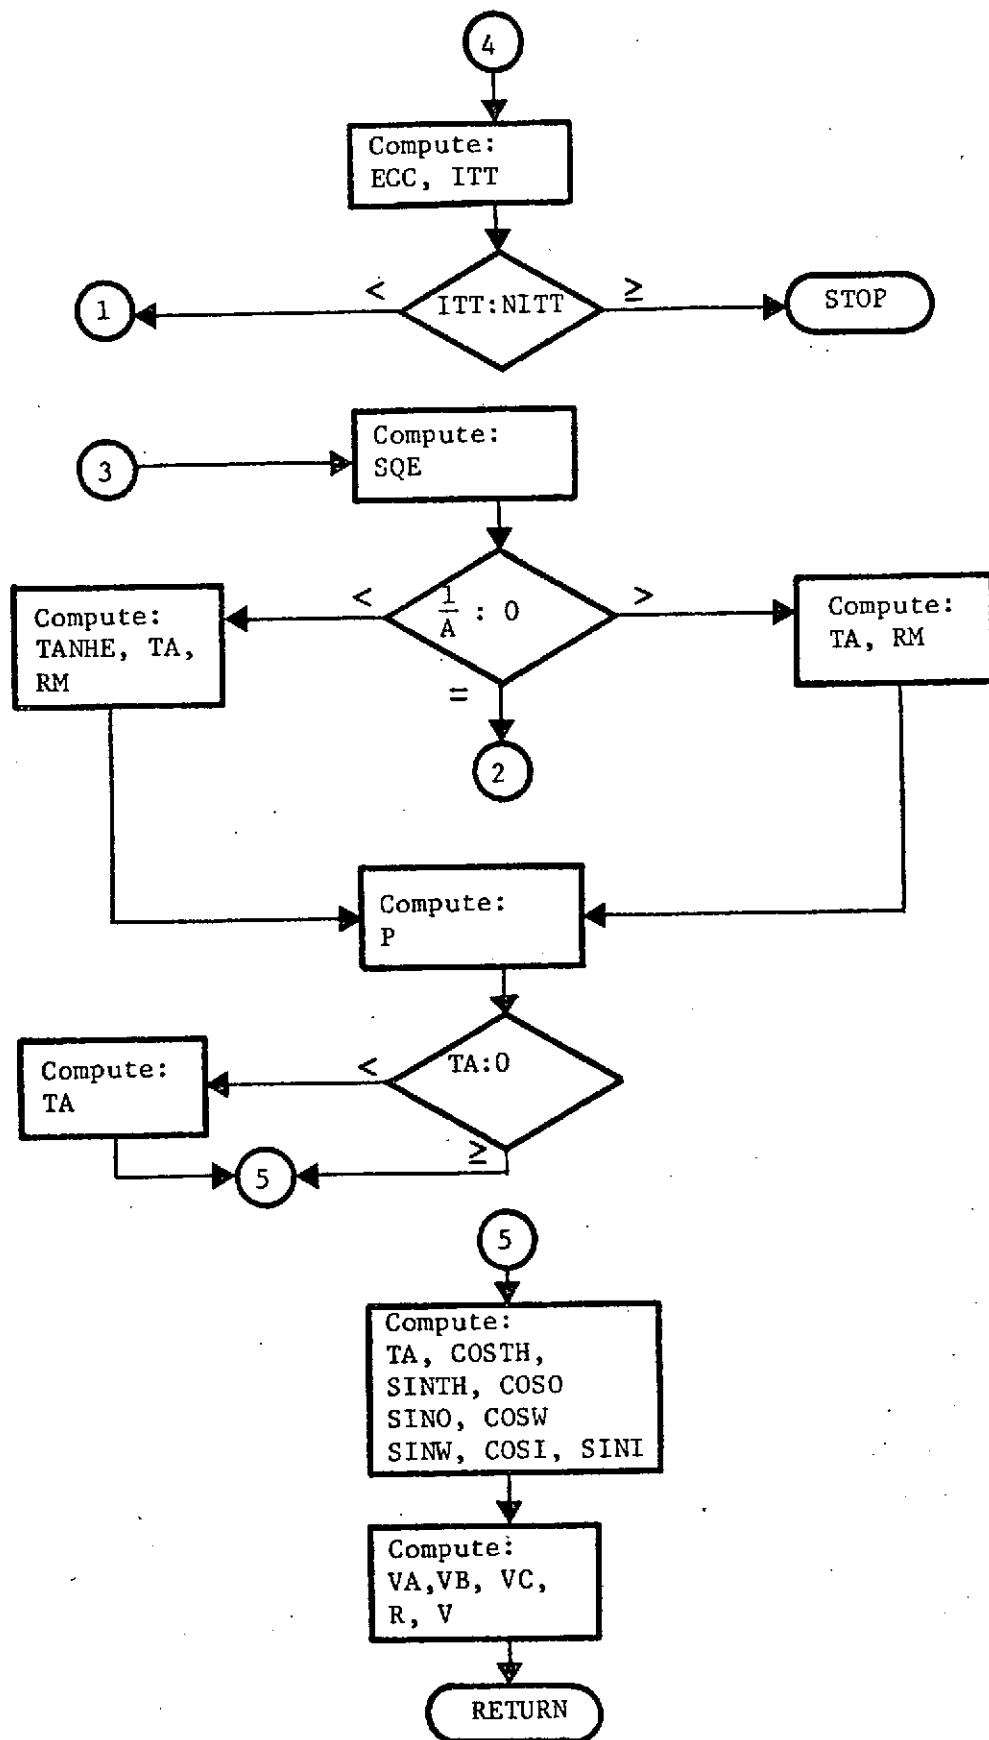 4
Compute:
ECC, ITT
<
ITT:NITT
≥
1
STOP
3
Compute:
SQE
<
1/A : 0
>
=
Compute:
TANHE, TA,
RM
Compute:
TA, RM
2
Compute:
P
TA:0
<
≥
Compute:
TA
5
5
Compute:
TA, COSTH,
SINTH, COSO
SINO, COSW
SINW, COSI, SINI
Compute:
VA,VB, VC,
R, V
RETURN